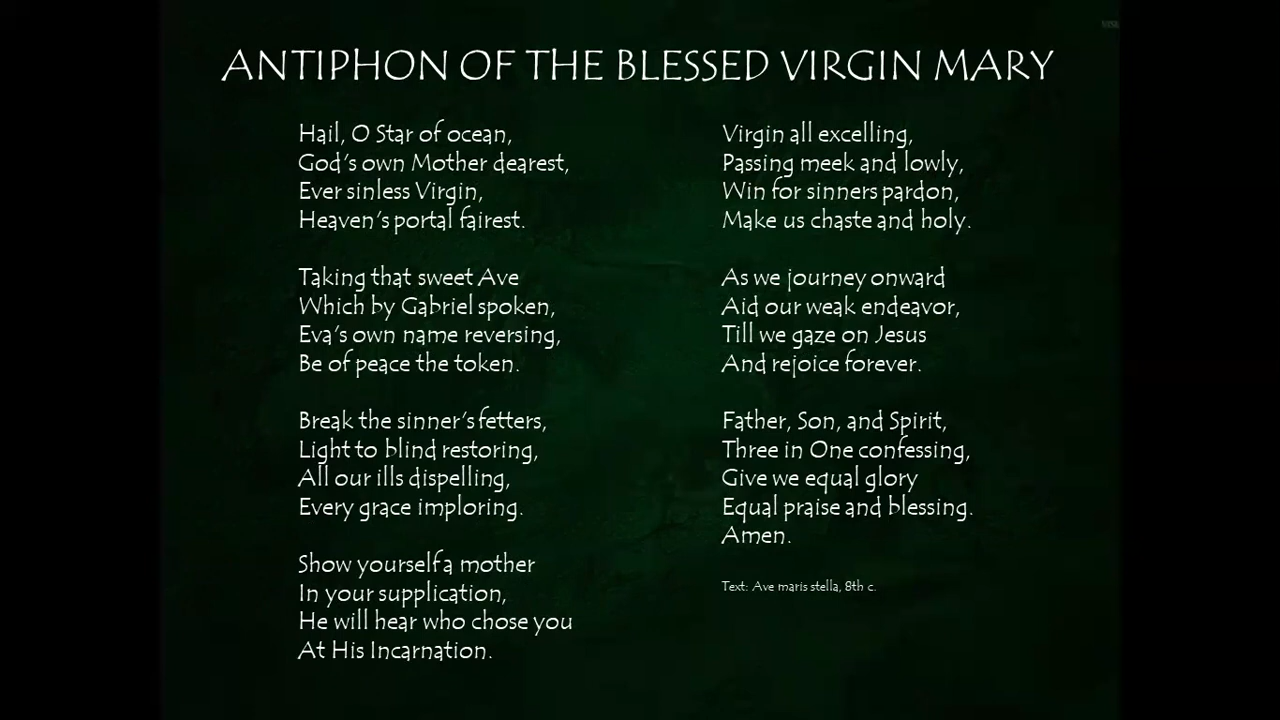 ANTIPHON OF THE BLESSED VIRGIN MARY
Hail, O Star of ocean,
God's own Mother dearest,
Ever sinless Virgin,
Heaven's portal fairest.
Taking that sweet Ave
Which by Gabriel spoken,
Eva's own name reversing,
Be of peace the token.
Break the sinner's fetters,
Light to blind restoring,
All our ills dispelling,
Every grace imploring.
Show yourself a mother
In your supplication,
He will hear who chose you
At His Incarnation.
Virgin all excelling,
Passing meek and lowly,
Win for sinners pardon,
Make us chaste and holy.
As we journey onward
Aid our weak endeavor,
Till we gaze on Jesus
And rejoice forever.
Father, Son, and Spirit,
Three in One confessing,
Give we equal glory
Equal praise and blessing.
Amen.
Text: Ave maris stella, 8th c.